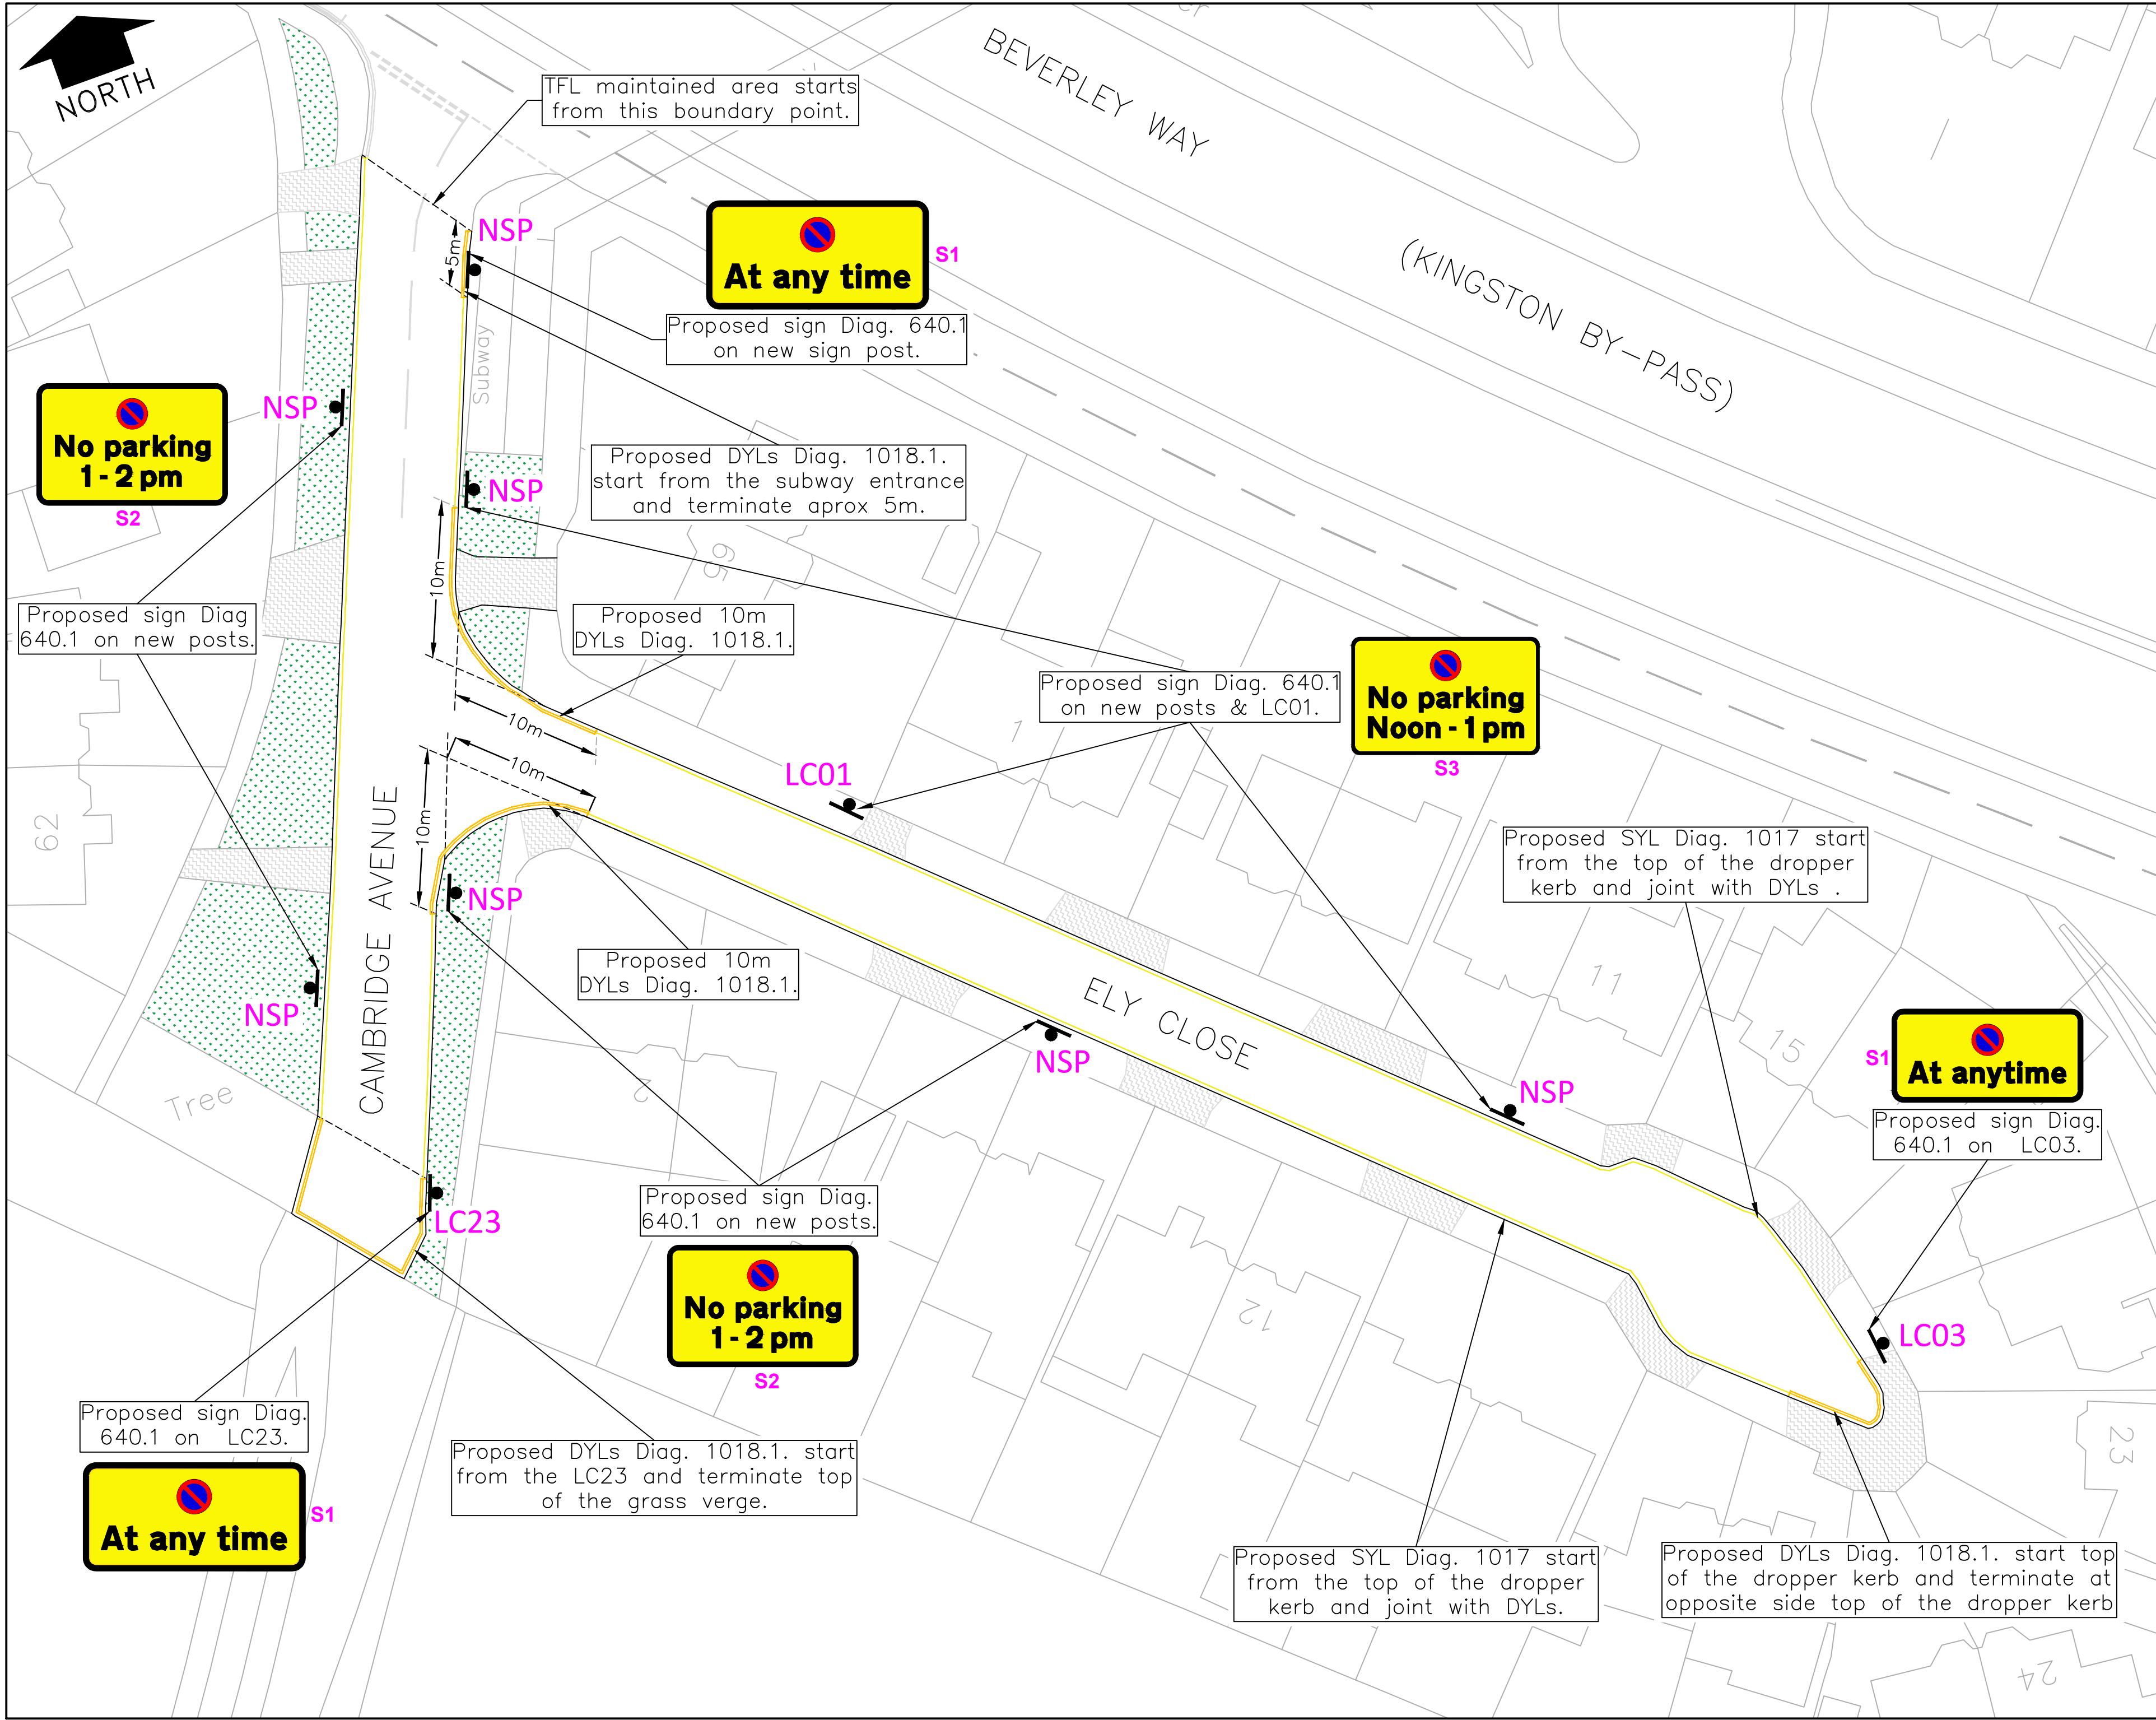 NORTH
TFL maintained area starts
from this boundary point.
BEVERLEY WAY
(KINGSTON BY-PASS)
NSP
5m
At any time
S1
Proposed sign Diag. 640.1
on new sign post.
Subway
No parking
1 - 2 pm
S2
NSP
Proposed DYLs Diag. 1018.1.
start from the subway entrance
and terminate aprox 5m.
NSP
10m
59
Proposed sign Diag
640.1 on new posts.
Proposed 10m
DYLs Diag. 1018.1.
Proposed sign Diag. 640.1
on new posts & LC01.
No parking
Noon - 1 pm
S3
1
10m
10m
10m
LC01
62
CAMBRIDGE AVENUE
NSP
Proposed SYL Diag. 1017 start
from the top of the dropper
kerb and joint with DYLs .
Proposed 10m
DYLs Diag. 1018.1.
NSP
ELY CLOSE
11
15
NSP
NSP
S1
At anytime
Proposed sign Diag.
640.1 on LC03.
Tree
2
LC23
Proposed sign Diag.
640.1 on new posts.
No parking
1 - 2 pm
S2
12
LC03
23
Proposed sign Diag.
640.1 on LC23.
At any time
S1
Proposed DYLs Diag. 1018.1. start
from the LC23 and terminate top
of the grass verge.
Proposed SYL Diag. 1017 start
from the top of the dropper
kerb and joint with DYLs.
Proposed DYLs Diag. 1018.1. start top
of the dropper kerb and terminate at
opposite side top of the dropper kerb
24